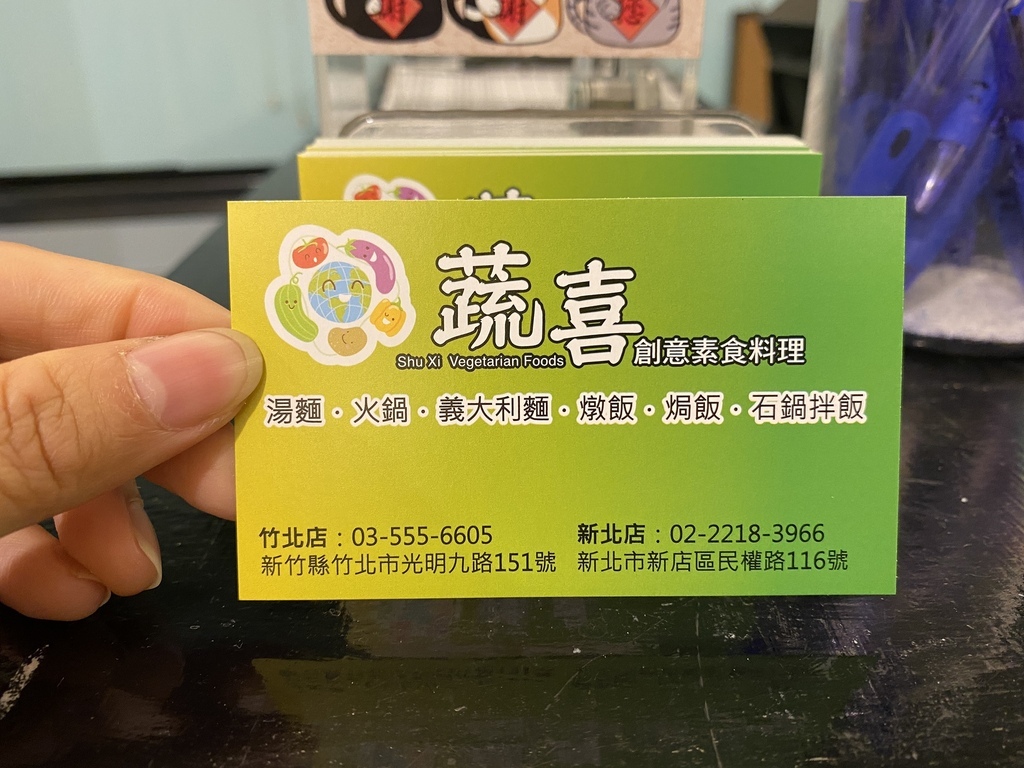 蔬喜
Shu Xi Vegetarian Foods
創意素食料理
湯麵・火鍋・義大利麵・燉飯・焗飯・石鍋拌飯
竹北店：03-555-6605
新竹縣竹北市光明九路151號
新北店：02-2218-3966
新北市新店區民權路116號